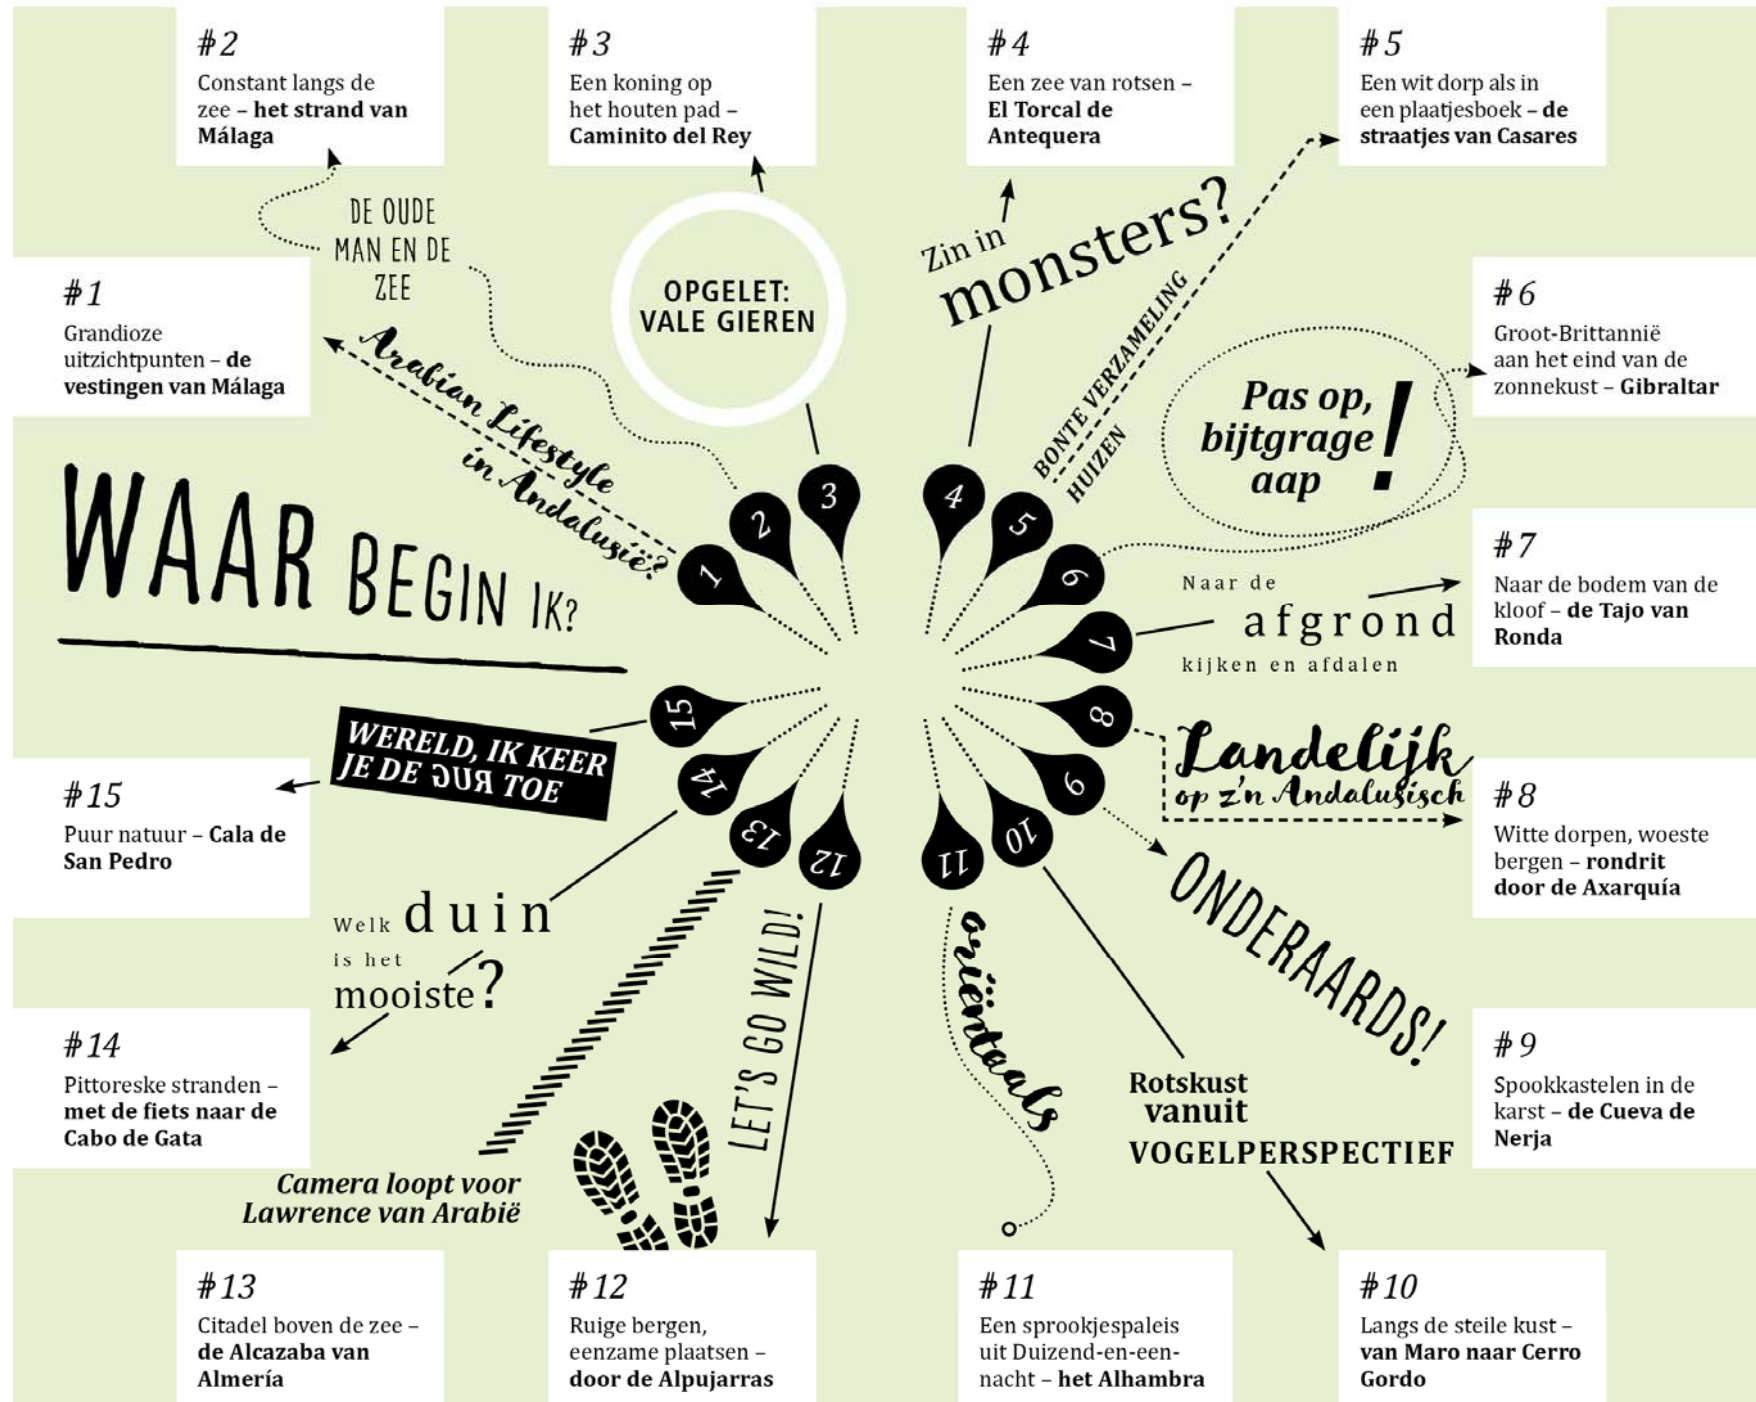 WAAR BEGIN IK?
#1
Grandioze
uitzichtpunten – de
vestingen van Málaga
Arabian Lifestyle
in Andalusië?
#2
Constant langs de
zee – het strand van
Málaga
DE OUDE
MAN EN DE
ZEE
#3
Een koning op
het houten pad –
Caminito del Rey
OPGELET:
VALE GIEREN
#4
Een zee van rotsen –
El Torcal de
Antequera
Zin in
monsters?
#5
Een wit dorp als in
een plaatjesboek – de
straatjes van Casares
BONTE VERZAMELING
HUIZEN
#6
Groot-Brittannië
aan het eind van de
zonnekust – Gibraltar
Pas op,
bijtgrage
aap!
#7
Naar de bodem van de
kloof – de Tajo van
Ronda
Naar de
afgrond
kijken en afdalen
#8
Witte dorpen, woeste
bergen – rondrit
door de Axarquía
Landelijk
op z'n Andalusisch
#9
Spookkastelen in de
karst – de Cueva de
Nerja
ONDERAARDS!
#10
Langs de steile kust –
van Maro naar Cerro
Gordo
Rotskust
vanuit
VOGELPERSPECTIEF
#11
Een sprookjespaleis
uit Duizend-en-een-
nacht – het Alhambra
oriëntaals
#12
Ruige bergen,
eenzame plaatsen –
door de Alpujarras
LET'S GO WILD!
#13
Citadel boven de zee –
de Alcazaba van
Almería
Camera loopt voor
Lawrence van Arabië
#14
Pittoreske stranden –
met de fiets naar de
Cabo de Gata
Welk duin
is het
mooiste?
#15
Puur natuur – Cala de
San Pedro
WERELD, IK KEER
JE DE RUG TOE
1
2
3
4
5
6
7
8
9
10
11
12
13
14
15